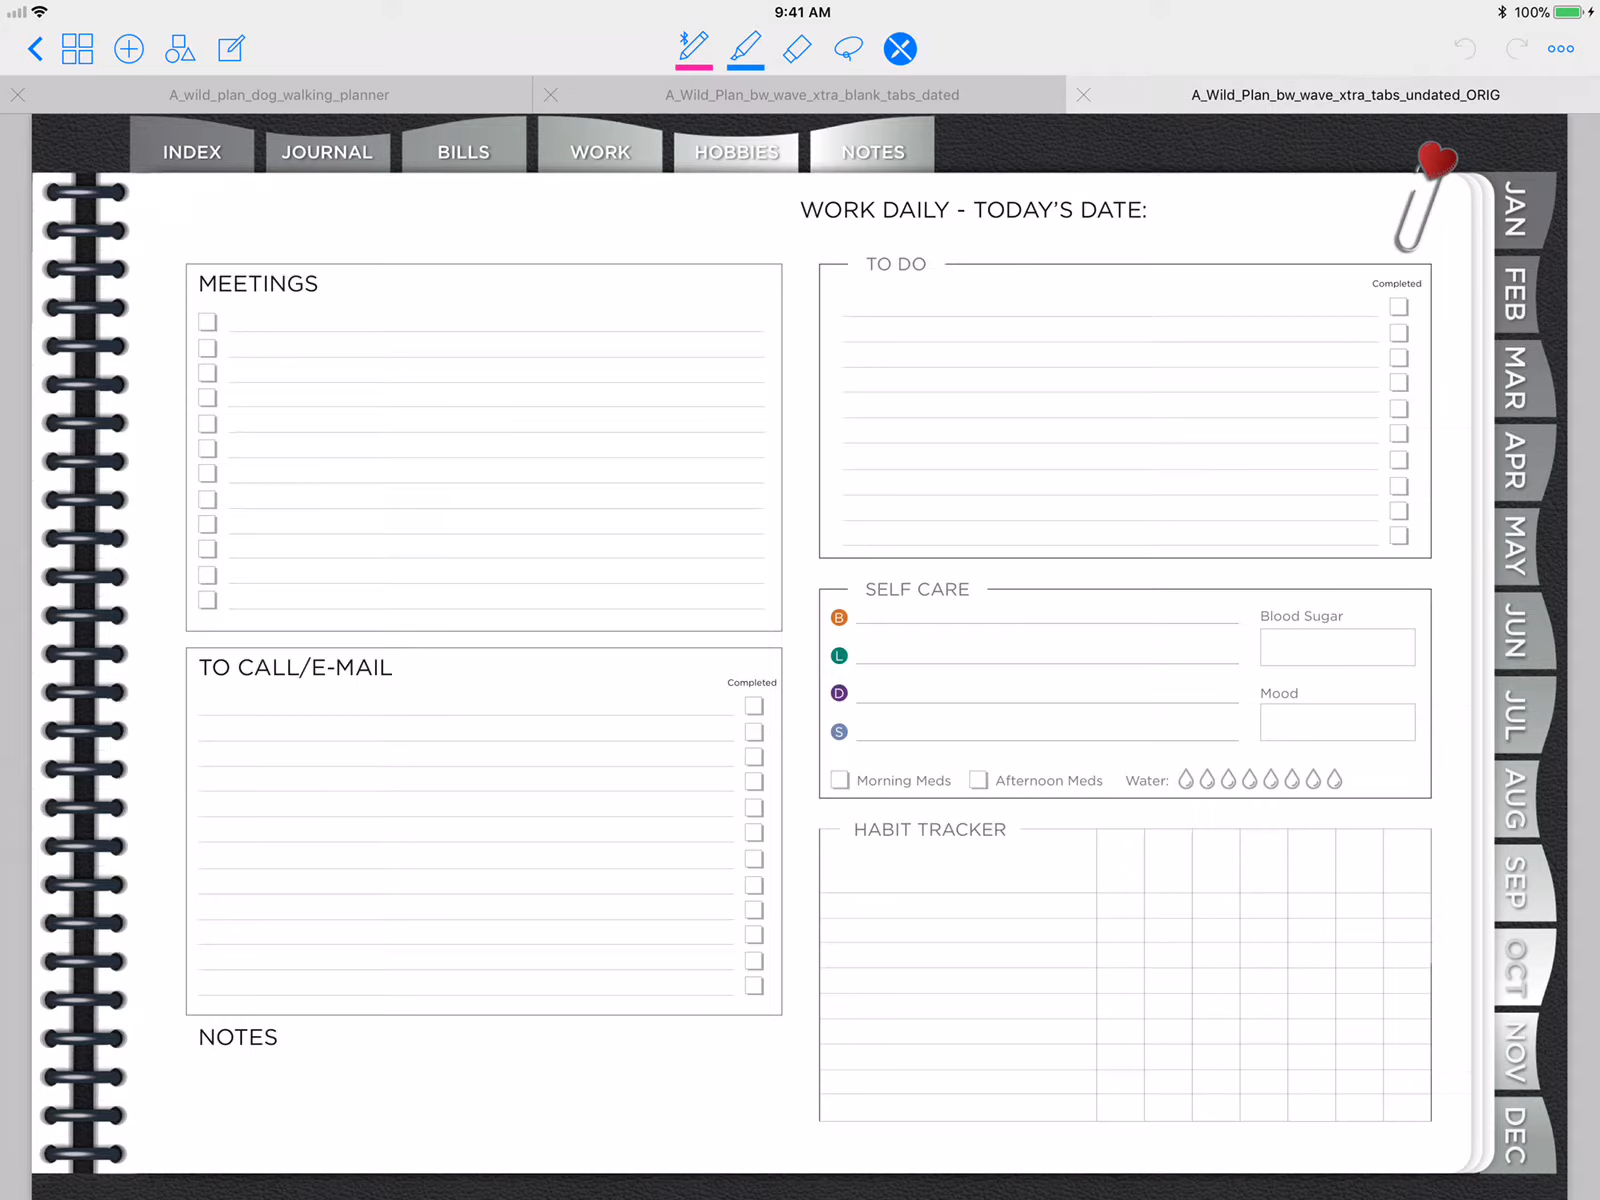 9:41 AM
100%
A_wild_plan_dog_walking_planner
A_Wild_Plan_bw_wave_xtra_blank_tabs_dated
A_Wild_Plan_bw_wave_xtra_tabs_undated_ORIG
INDEX
JOURNAL
BILLS
WORK
HOBBIES
NOTES
WORK DAILY - TODAY'S DATE:
MEETINGS
TO CALL/E-MAIL
Completed
NOTES
TO DO
Completed
SELF CARE
B
L
D
S
Blood Sugar
Mood
Morning Meds
Afternoon Meds
Water:
HABIT TRACKER
JAN
FEB
MAR
APR
MAY
JUN
JUL
AUG
SEP
OCT
NOV
DEC